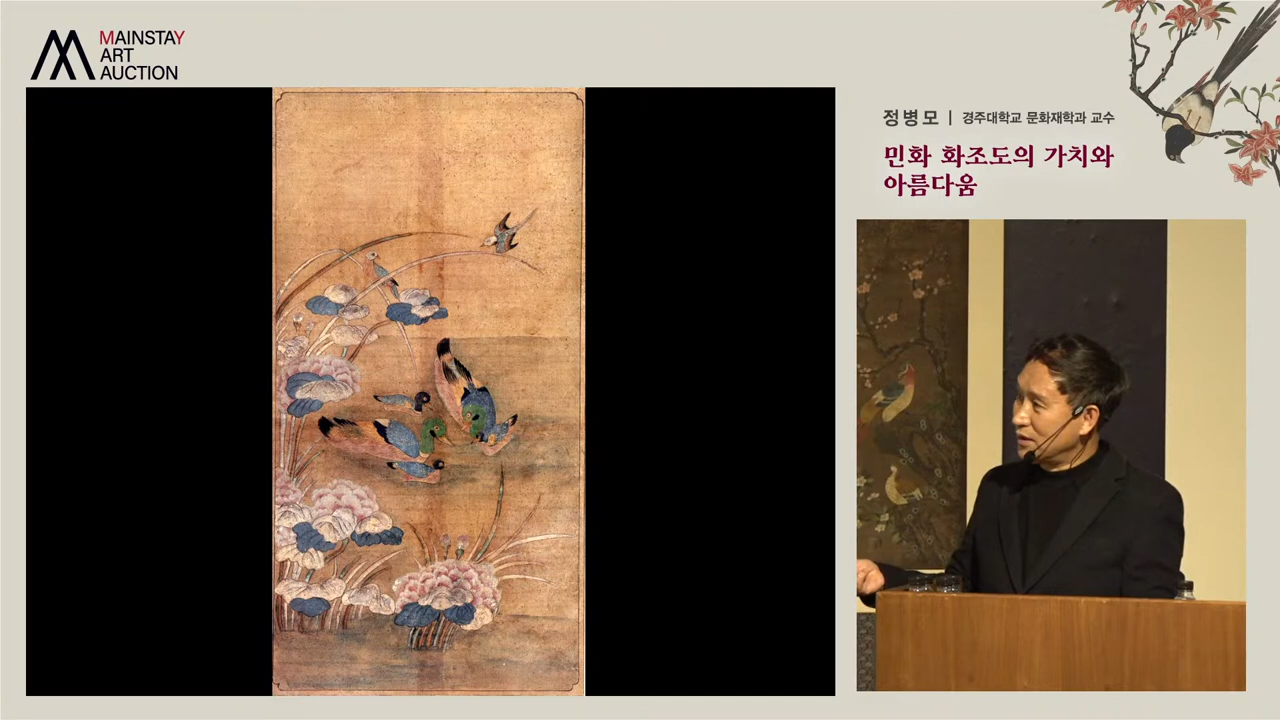 MAINSTAY
ART
AUCTION
정병모 | 경주대학교 문화재학과 교수
민화 화조도의 가치와
아름다움